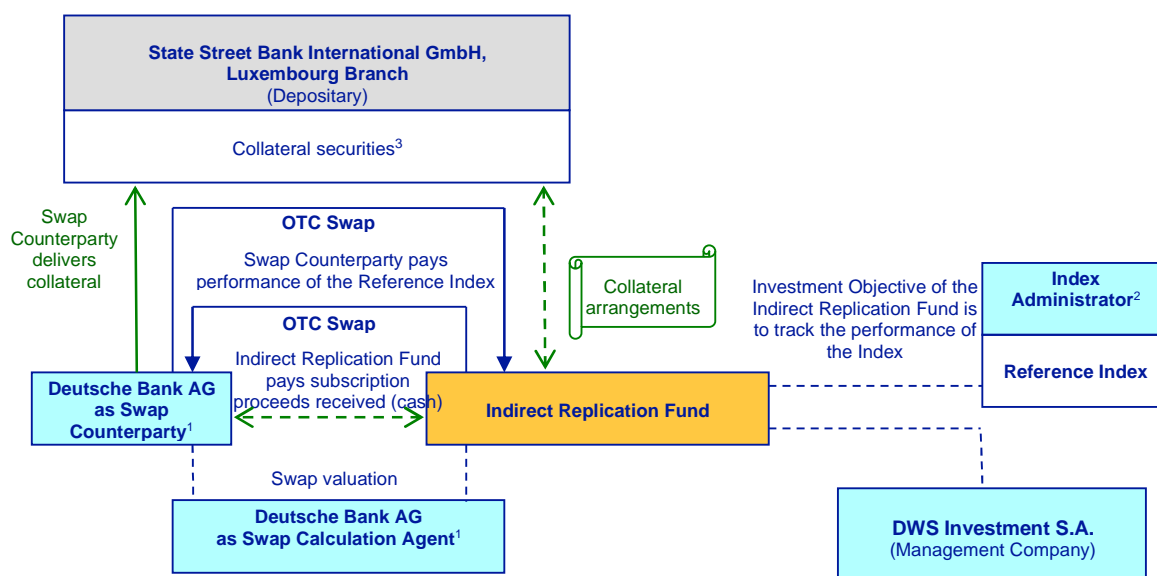 State Street Bank International GmbH,
Luxembourg Branch
(Depositary)
Collateral securities³
Swap
Counterparty
delivers
collateral
OTC Swap
Swap Counterparty pays
performance of the Reference Index
OTC Swap
Indirect Replication Fund
pays subscription
proceeds received (cash)
Collateral
arrangements
Investment Objective of the
Indirect Replication Fund is
to track the performance of
the Index
Index
Administrator²
Reference Index
Deutsche Bank AG
as Swap
Counterparty¹
Indirect Replication Fund
Swap valuation
Deutsche Bank AG
as Swap Calculation Agent¹
DWS Investment S.A.
(Management Company)